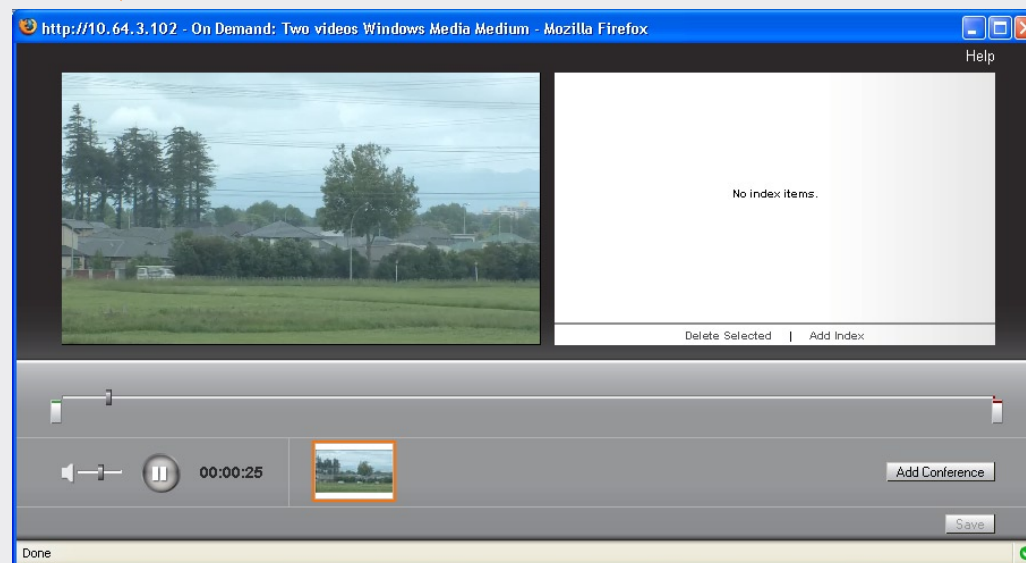 http://10.64.3.102 - On Demand: Two videos Windows Media Medium - Mozilla Firefox
Help
No index items.
Delete Selected | Add Index
00:00:25
Add Conference
Save
Done